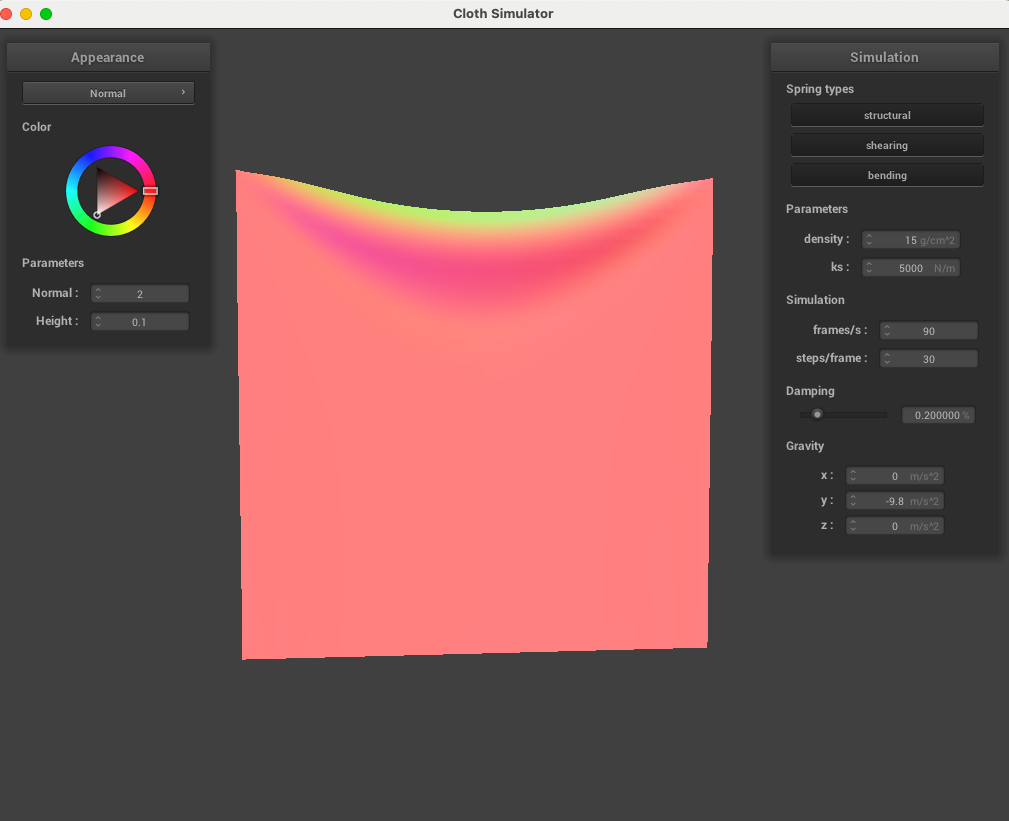 Cloth Simulator
Appearance
Normal ›
Color
Parameters
Normal : 2
Height : 0.1
Simulation
Spring types
structural
shearing
bending
Parameters
density : 15 g/cm^2
ks : 5000 N/m
Simulation
frames/s : 90
steps/frame : 30
Damping
0.200000 %
Gravity
x : 0 m/s^2
y : -9.8 m/s^2
z : 0 m/s^2